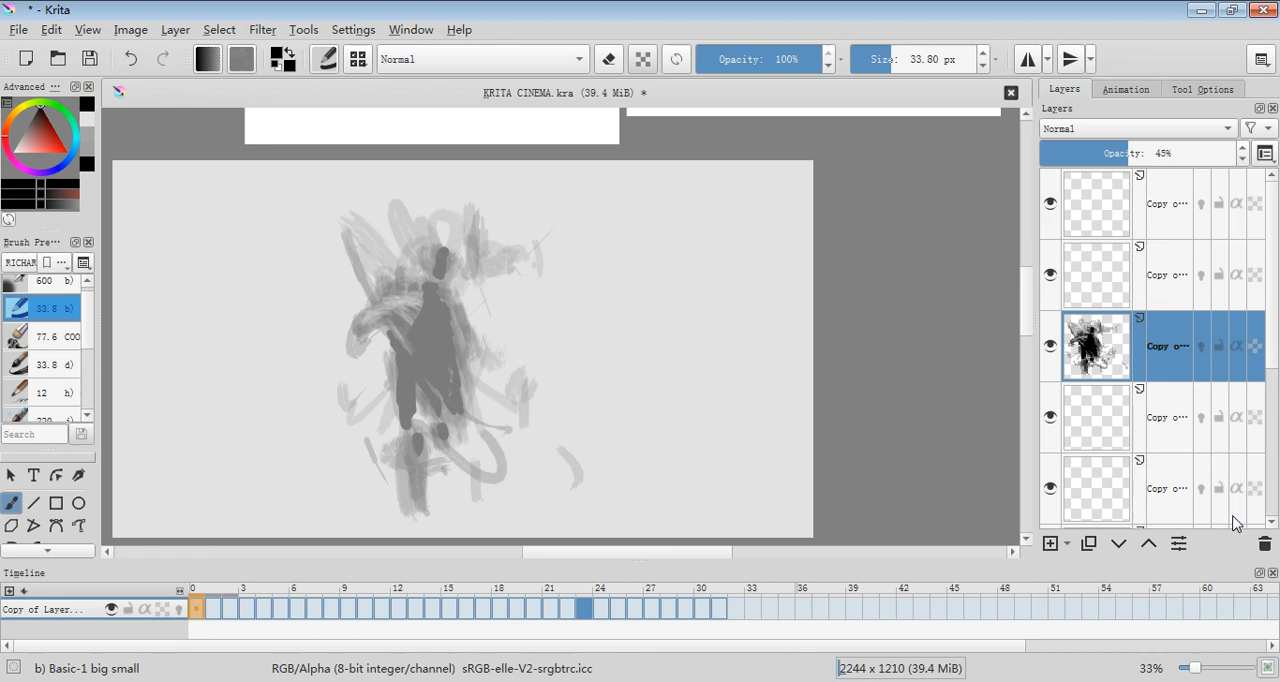 * - Krita
File Edit View Image Layer Select Filter Tools Settings Window Help
Normal Opacity: 100% Size: 33.80 px
Advanced ···
KRITA CINEMA.kra (39.4 MiB) *
Layers Animation Tool Options
Layers
Normal
Opacity: 45%
Copy o···
Copy o···
Copy o···
Copy o···
Copy o···
Brush Pre···
RICHAR ···
600 b)
33.8 b)
77.6 COO
33.8 d)
12 h)
Search
Timeline
0 3 6 9 12 15 18 21 24 27 30 33 36 39 42 45 48 51 54 57 60 63
Copy of Layer...
b) Basic-1 big small
RGB/Alpha (8-bit integer/channel) sRGB-elle-V2-srgbtrc.icc
2244 x 1210 (39.4 MiB)
33%